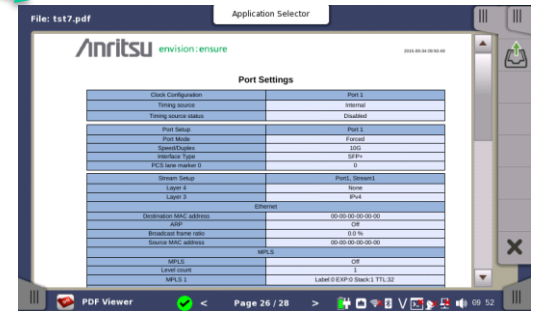 File: tst7.pdf
Application Selector
Anritsu envision:ensure
Port Settings
Clock Configuration Port 1
Timing source Internal
Timing source status Disabled
Port Setup Port 1
Port Mode Forced
Speed/Duplex 10G
Interface Type SFP+
PCS lane marker 0 0
Stream Setup Port1, Stream1
Layer 4 None
Layer 3 IPv4
Ethernet
Destination MAC address 00-00-00-00-00-00
ARP Off
Broadcast frame ratio 0.0 %
Source MAC address 00-00-00-00-00-00
MPLS
MPLS Off
Level count 1
MPLS 1 Label:0 EXP:0 Stack:1 TTL:32
PDF Viewer < Page 26 / 28 > 09 52